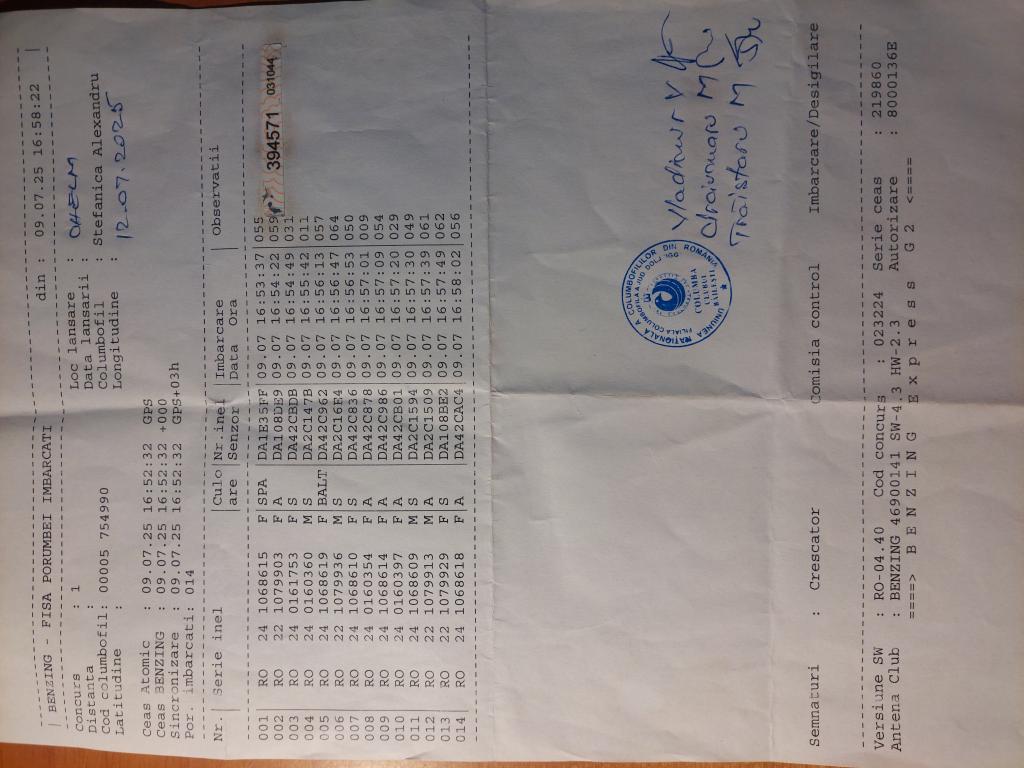 BENZING - FISA PORUMBEI IMBARCATI din : 09.07.25 16:58:22
Concurs : 1 Loc lansare : CHELM
Distanta : Data lansarii :
Cod columbofil : 00005 754990 Columbofil : Stefanica Alexandru
Latitudine : Longitudine : 12.07.2025
Ceas Atomic : 09.07.25 16:52:32 GPS
Ceas BENZING : 09.07.25 16:52:32 +000
Sincronizare : 09.07.25 16:52:32 GPS+03h
Por. imbarcati: 014
Nr. | Serie inel |Culo| Nr.inel | Imbarcare | Observatii
are | Senzor | Data Ora |
001 RO 24 1068615 F SPA DA1E35FF 09.07 16:53:37 055
002 RO 22 1079903 F A DA108DE9 09.07 16:54:22 059
003 RO 24 0161753 F S DA42CBDB 09.07 16:54:49 031
004 RO 24 0160360 M S DA2C147B 09.07 16:55:42 011
005 RO 24 1068619 F BALT DA42C962 09.07 16:56:13 057
006 RO 22 1079936 M S DA2C16E4 09.07 16:56:47 064
007 RO 24 1068610 F S DA42C856 09.07 16:56:53 050
008 RO 24 0160354 F A DA42C878 09.07 16:57:01 009
009 RO 24 1068614 F A DA42C986 09.07 16:57:09 054
010 RO 24 0160397 F A DA42CB01 09.07 16:57:20 029
011 RO 24 1068609 M S DA2C1594 09.07 16:57:30 049
012 RO 22 1079913 M A DA2C1509 09.07 16:57:39 061
013 RO 22 1079929 F S DA108BE2 09.07 16:57:49 062
014 RO 24 1068618 F A DA42CAC4 09.07 16:58:02 056
394571 031044
UNIUNEA NATIONALA A COLUMBOFILILOR DIN ROMANIA
FILIALA COLUMBOFILA JUD DOLJ
COLUMBA
CLUBUL
Vladimir V
Traistaru M
Semnaturi : Crescator Comisia control Imbarcare/Desigilare
Versiune SW : RO-04.40 Cod concurs : 023224 Serie ceas : 219860
Antena Club : BENZING 46900141 SW-4.3 HW-2.3 Autorizare : 8000136E
====> B E N Z I N G E x p r e s s G 2 <====